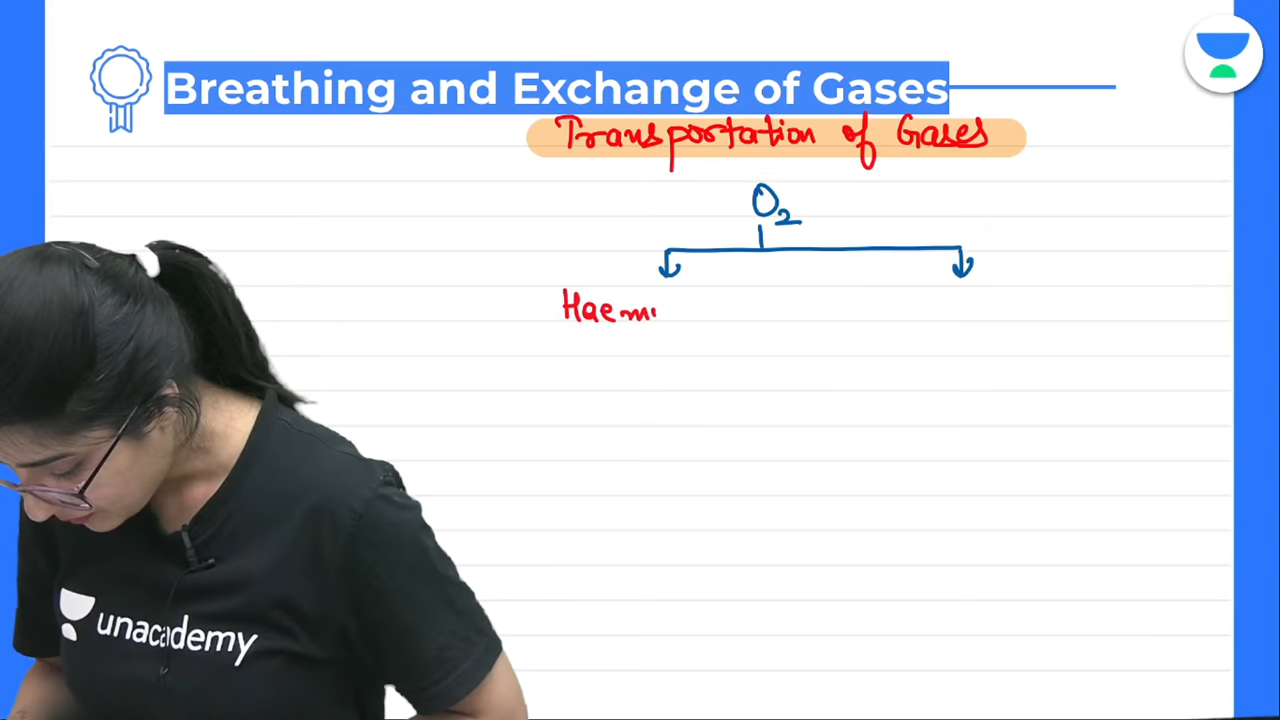 Breathing and Exchange of Gases
Transportation of Gases
O2
Haem
unacademy